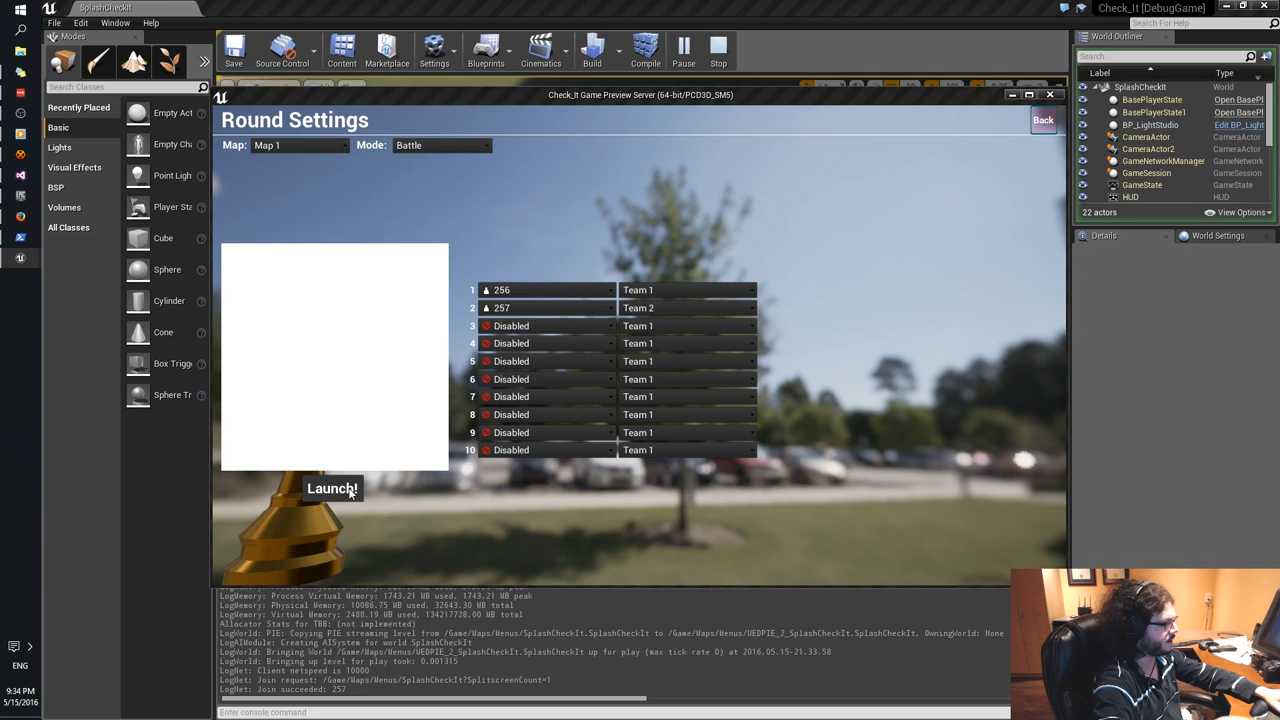 SplashCheckIt
Check_It [DebugGame]
File Edit Window Help
Search For Help
Modes
Save Source Control Content Marketplace Settings Blueprints Cinematics Build Compile Pause Stop
World Outliner
Search...
Search Classes
Label Type
Recently Placed
Basic
Lights
Visual Effects
BSP
Volumes
All Classes
Empty Act
Empty Cha
Point Ligh
Player Sta
Cube
Sphere
Cylinder
Cone
Box Trigg
Sphere Tr
Check_It Game Preview Server (64-bit/PCD3D_SM5)
Round Settings
Back
Map: Map 1 Mode: Battle
1 256 Team 1
2 257 Team 2
3 Disabled Team 1
4 Disabled Team 1
5 Disabled Team 1
6 Disabled Team 1
7 Disabled Team 1
8 Disabled Team 1
9 Disabled Team 1
10 Disabled Team 1
Launch!
SplashCheckIt World
BasePlayerState Open BasePl
BasePlayerState1 Open BasePl
BP_LightStudio Edit BP_Light
CameraActor CameraActor
CameraActor2 CameraActor
GameNetworkManager GameNetwork
GameSession GameSession
GameState GameState
HUD HUD
22 actors View Options
Details World Settings
LogMemory: Process Virtual Memory: 1743.21 MB used, 1743.21 MB peak
LogMemory: Physical Memory: 10086.75 MB used, 32643.30 MB total
LogMemory: Virtual Memory: 2488.19 MB used, 134217728.00 MB total
Allocator Stats for TBB: (not implemented)
LogWorld: PIE: Copying PIE streaming level from /Game/Maps/Menus/SplashCheckIt.SplashCheckIt to /Game/Maps/Menus/UEDPIE_2_SplashCheckIt.SplashCheckIt. OwningWorld: None
LogAIModule: Creating AISystem for world SplashCheckIt
LogWorld: Bringing World /Game/Maps/Menus/UEDPIE_2_SplashCheckIt.SplashCheckIt up for play (max tick rate 0) at 2016.05.15-21.33.58
LogWorld: Bringing up level for play took: 0.001315
LogNet: Client netspeed is 10000
LogNet: Join request: /Game/Maps/Menus/SplashCheckIt?SplitscreenCount=1
LogNet: Join succeeded: 257
Enter console command
ENG
9:34 PM
5/15/2016